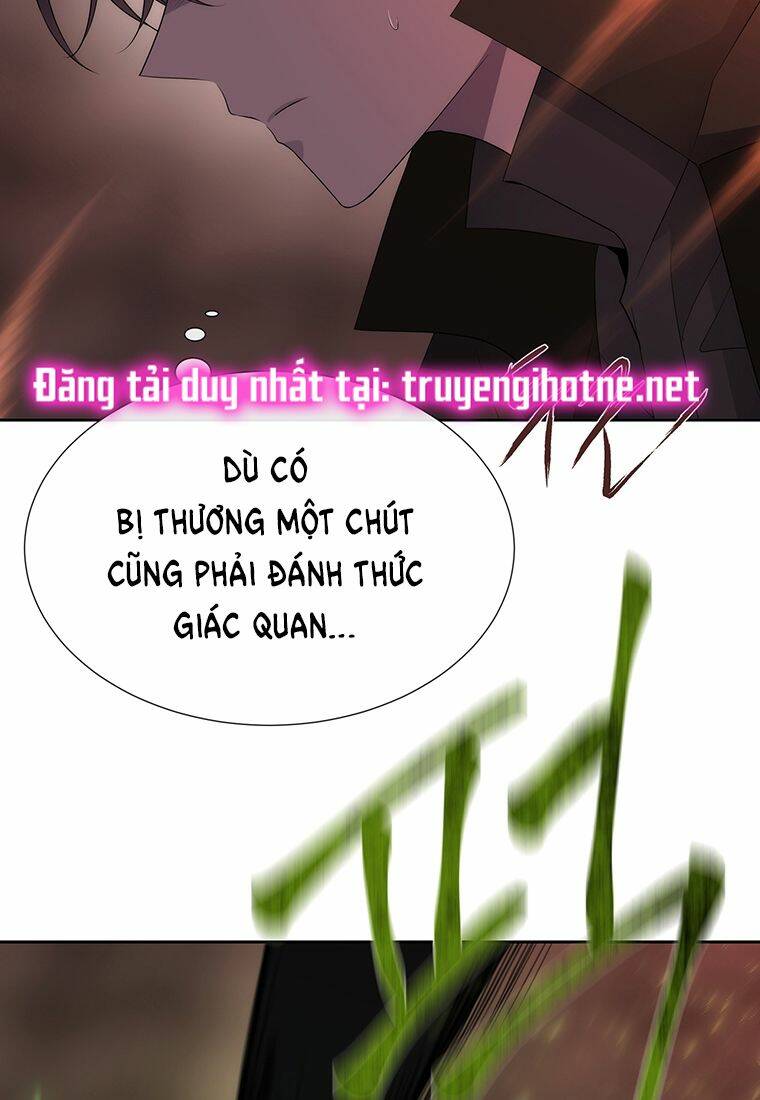 Đăng tải duy nhất tại: truyengihotne.net
DÙ CÓ
BỊ THƯƠNG MỘT CHÚT
CŨNG PHẢI ĐÁNH THỨC
GIÁC QUAN...